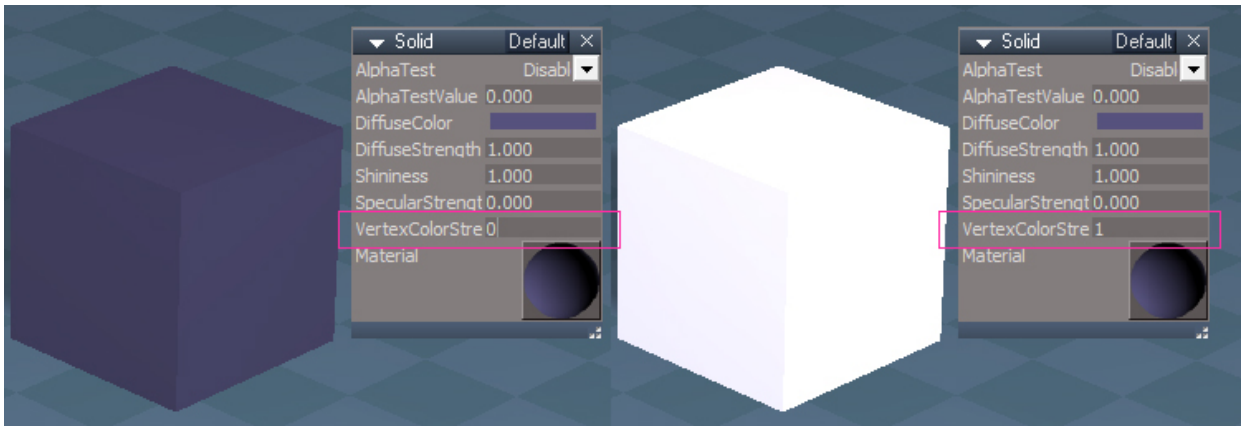 Solid Default
AlphaTest Disabl
AlphaTestValue 0.000
DiffuseColor
DiffuseStrength 1.000
Shininess 1.000
SpecularStrengt 0.000
VertexColorStre 0
Material
Solid Default
AlphaTest Disabl
AlphaTestValue 0.000
DiffuseColor
DiffuseStrength 1.000
Shininess 1.000
SpecularStrengt 0.000
VertexColorStre 1
Material